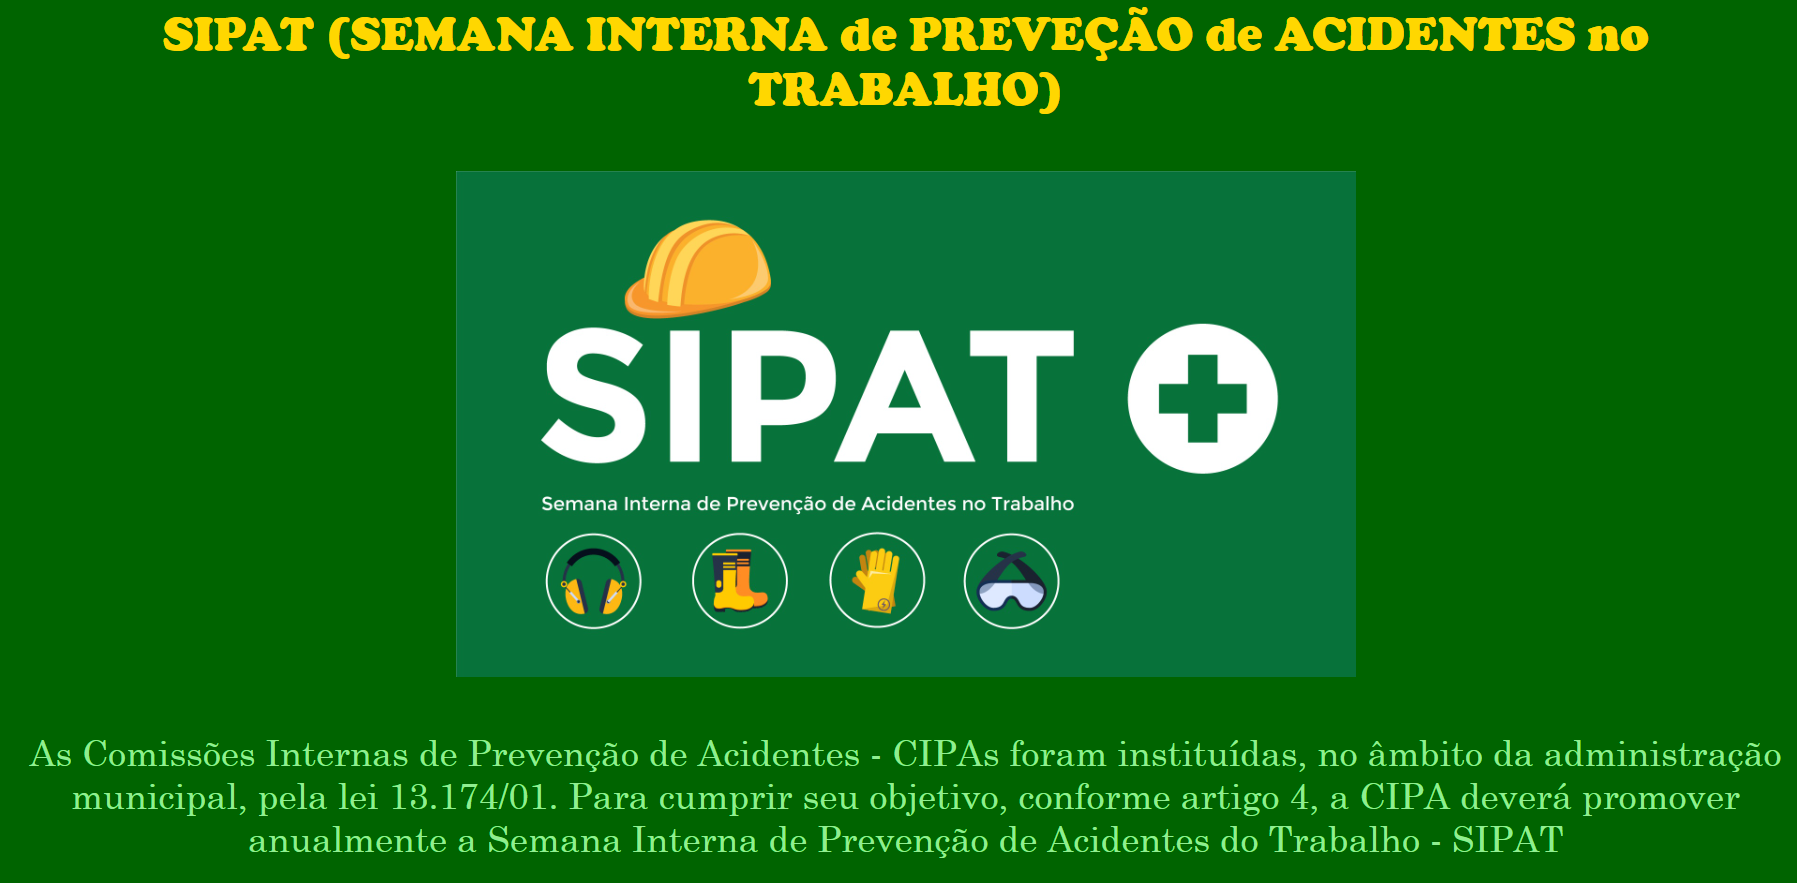 SIPAT (SEMANA INTERNA de PREVEÇÃO de ACIDENTES no
TRABALHO)
SIPAT
Semana Interna de Prevenção de Acidentes no Trabalho
As Comissões Internas de Prevenção de Acidentes - CIPAs foram instituídas, no âmbito da administração
municipal, pela lei 13.174/01. Para cumprir seu objetivo, conforme artigo 4, a CIPA deverá promover
anualmente a Semana Interna de Prevenção de Acidentes do Trabalho - SIPAT